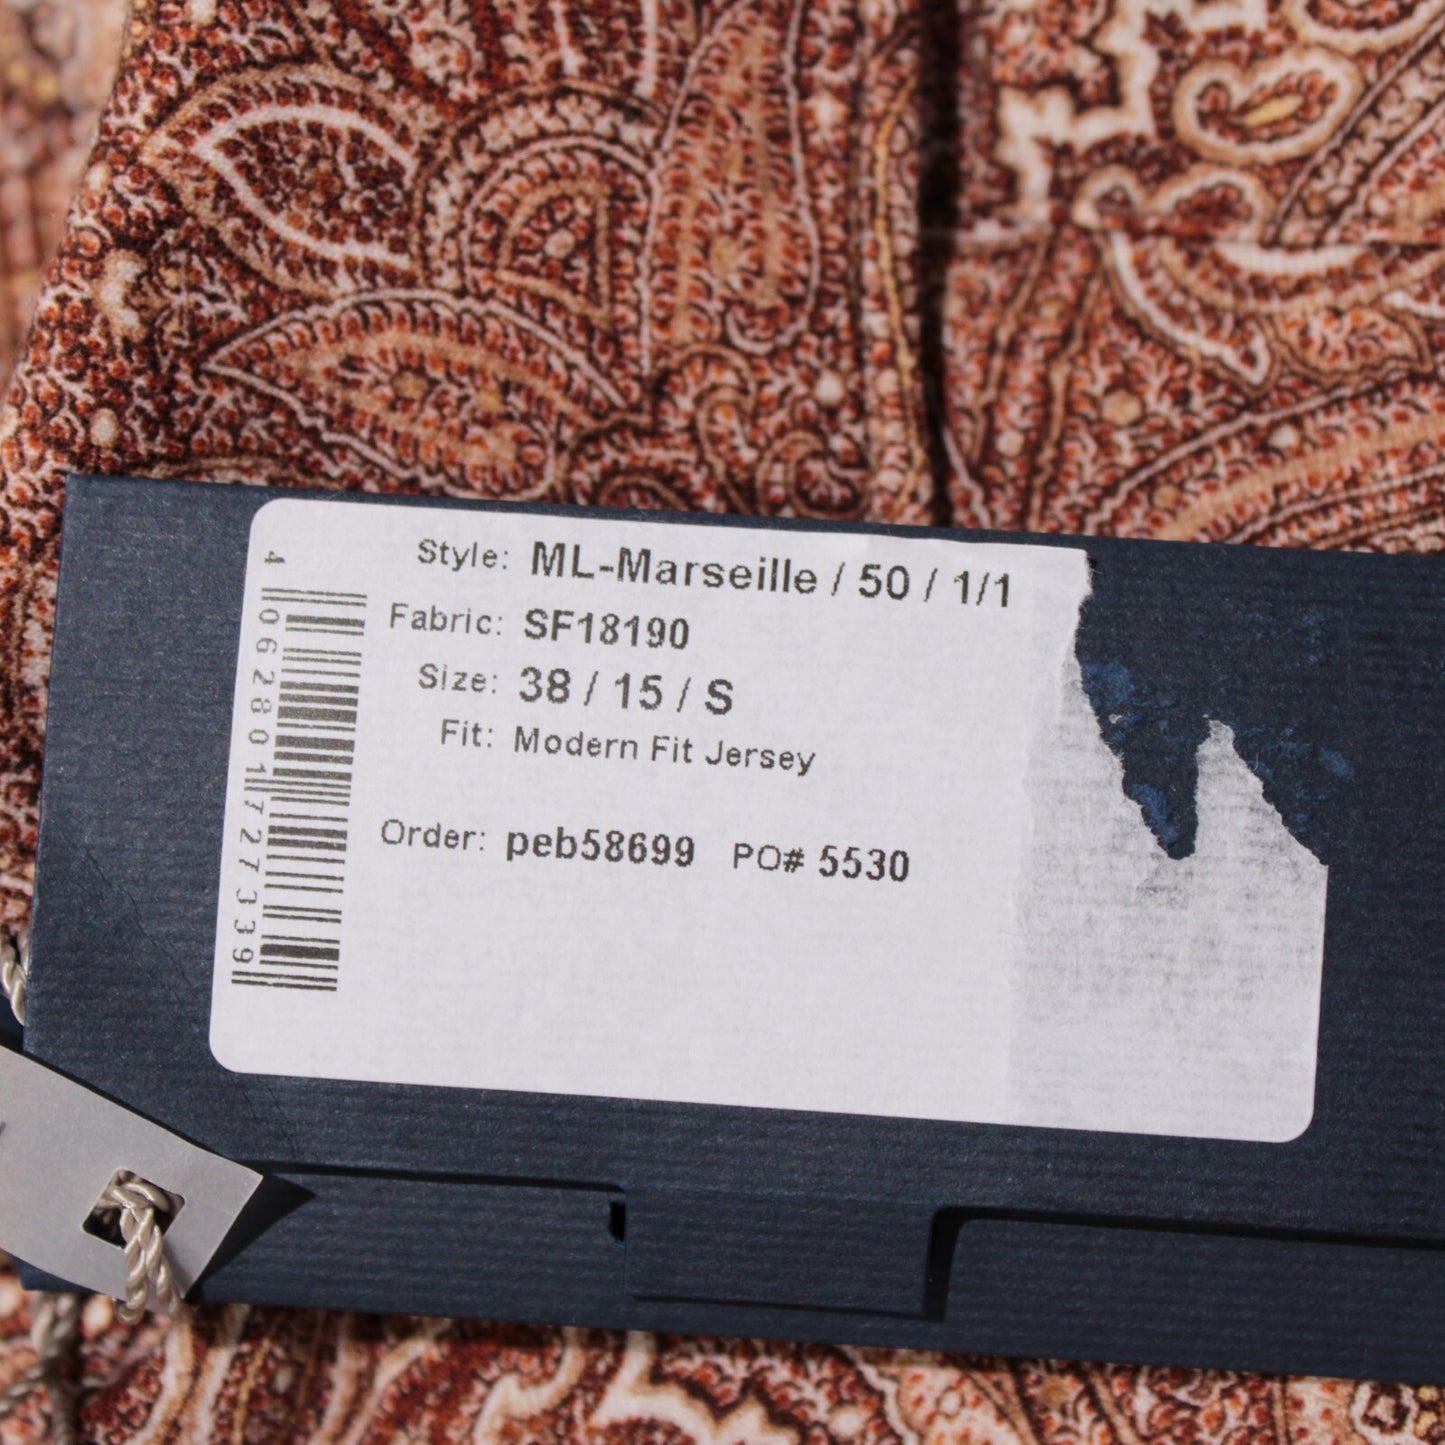 Style: ML-Marseille / 50 / 1/1
Fabric: SF18190
Size: 38 / 15 / S
Fit: Modern Fit Jersey
Order: peb58699 PO# 5530
4 062801 727339